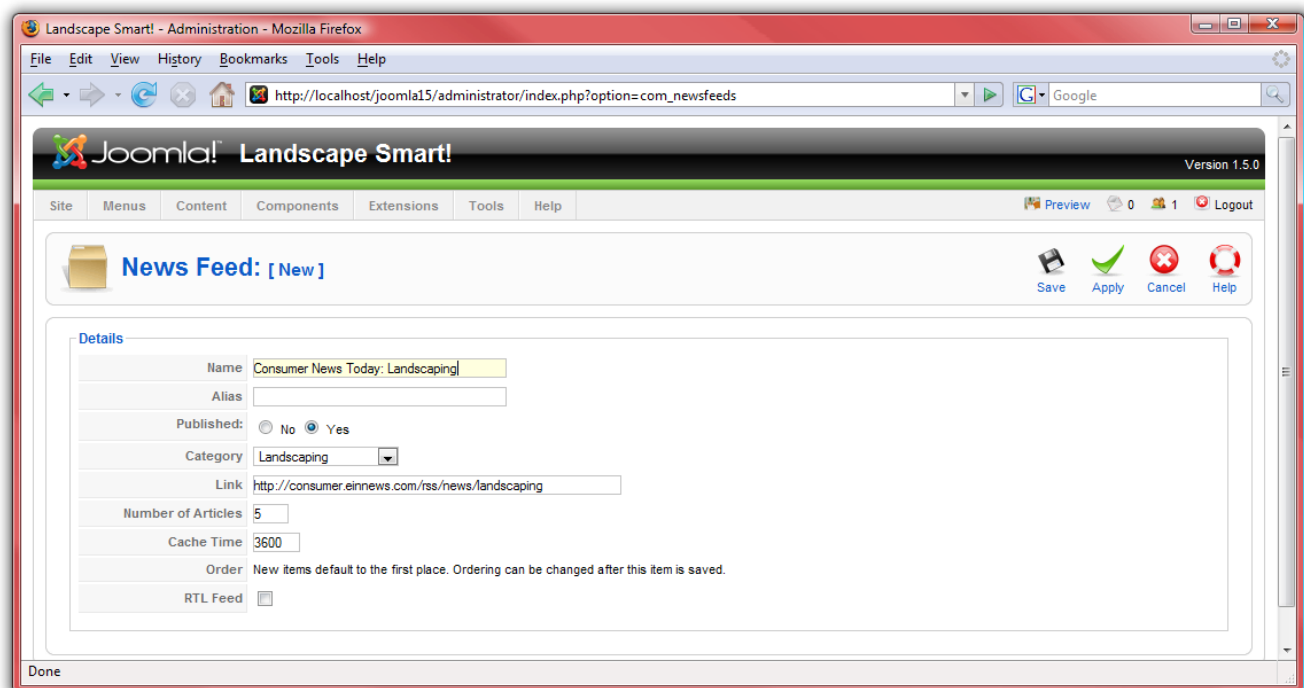 Landscape Smart! - Administration - Mozilla Firefox
File Edit View History Bookmarks Tools Help
http://localhost/joomla15/administrator/index.php?option=com_newsfeeds G Google
Joomla!™ Landscape Smart!
Version 1.5.0
Site Menus Content Components Extensions Tools Help Preview 0 1 Logout
News Feed: [ New ]
Save Apply Cancel Help
Details
Name Consumer News Today: Landscaping
Alias
Published: No Yes
Category Landscaping
Link http://consumer.einnews.com/rss/news/landscaping
Number of Articles 5
Cache Time 3600
Order New items default to the first place. Ordering can be changed after this item is saved.
RTL Feed
Done